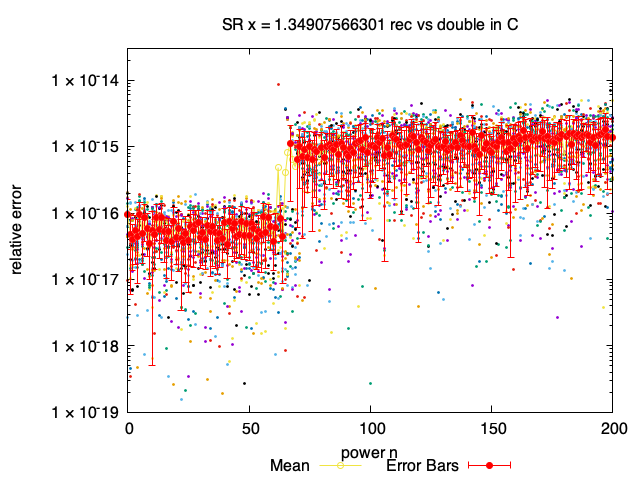 SR x = 1.34907566301 rec vs double in C
1 × 10-14
1 × 10-15
1 × 10-16
1 × 10-17
1 × 10-18
1 × 10-19
relative error
0 50 100 150 200
power n
Mean Error Bars